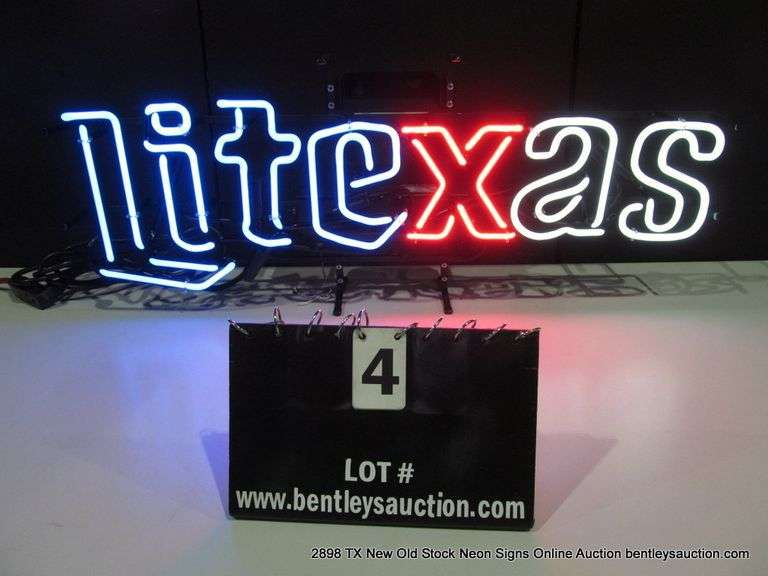 Litexas
4
LOT #
www.bentleysauction.com
2898 TX New Old Stock Neon Signs Online Auction bentleysauction.com